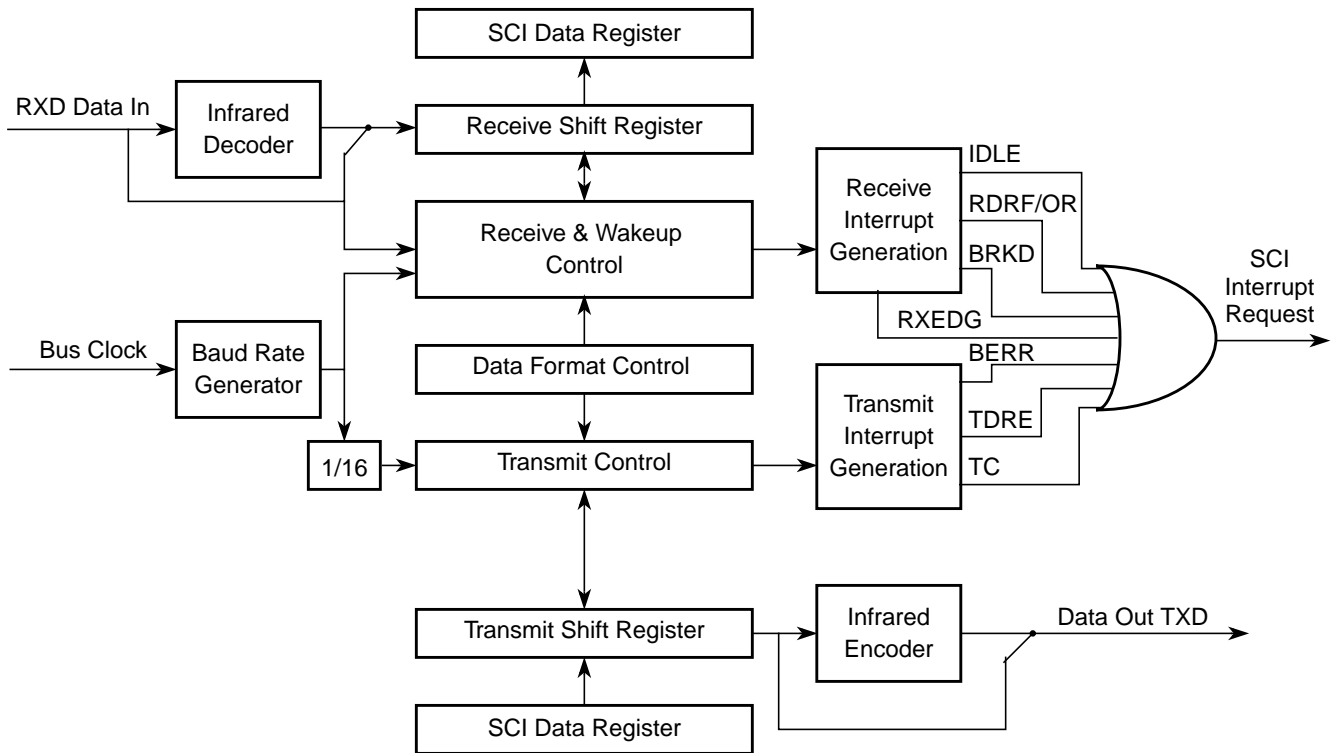 SCI Data Register
RXD Data In
Infrared
Decoder
Receive Shift Register
Receive & Wakeup
Control
Receive
Interrupt
Generation
IDLE
RDRF/OR
BRKD
RXEDG
SCI
Interrupt
Request
Bus Clock
Baud Rate
Generator
Data Format Control
BERR
Transmit
Interrupt
Generation
TDRE
TC
1/16
Transmit Control
Transmit Shift Register
Infrared
Encoder
Data Out TXD
SCI Data Register